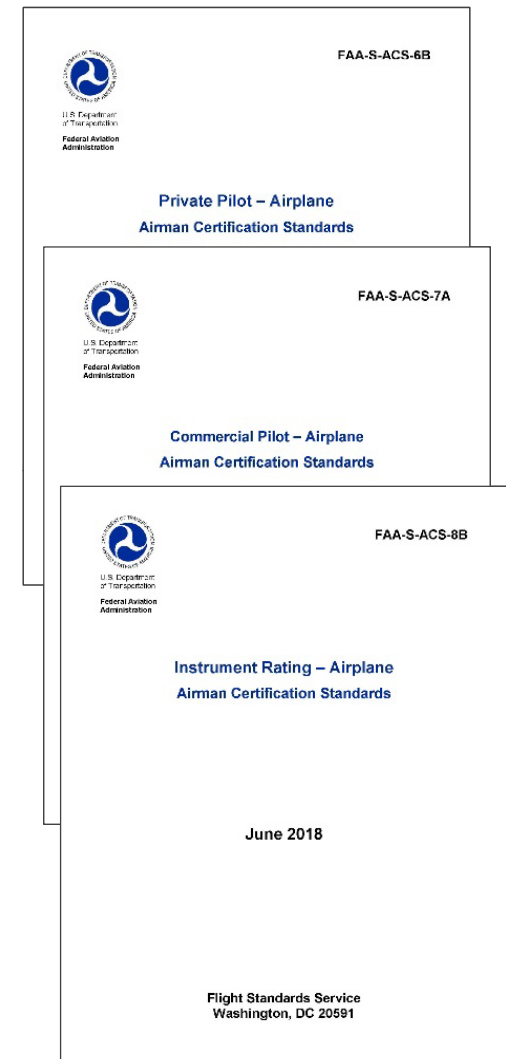 FAA-S-ACS-6B
U.S. Department
of Transportation
Federal Aviation
Administration
Private Pilot – Airplane
Airman Certification Standards
FAA-S-ACS-7A
U.S. Department
of Transportation
Federal Aviation
Administration
Commercial Pilot – Airplane
Airman Certification Standards
FAA-S-ACS-8B
U.S. Department
of Transportation
Federal Aviation
Administration
Instrument Rating – Airplane
Airman Certification Standards
June 2018
Flight Standards Service
Washington, DC 20591